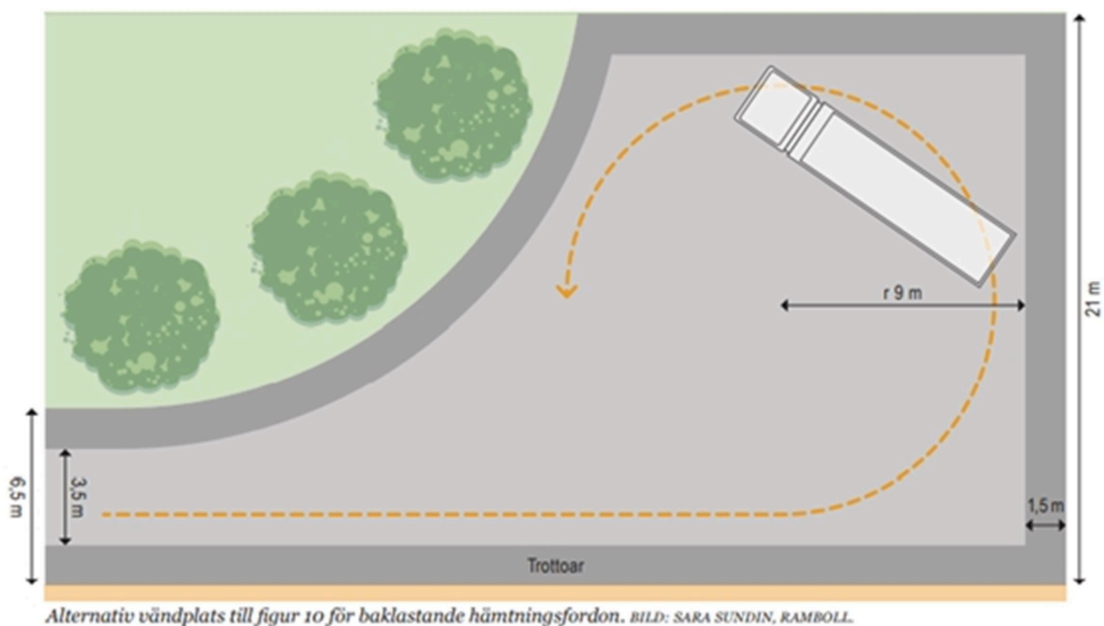 r 9 m
21 m
6,5 m
3,5 m
1,5 m
Trottoar
Alternativ vändplats till figur 10 för baklastande hämtningsfordon. BILD: SARA SUNDIN, RAMBOLL.